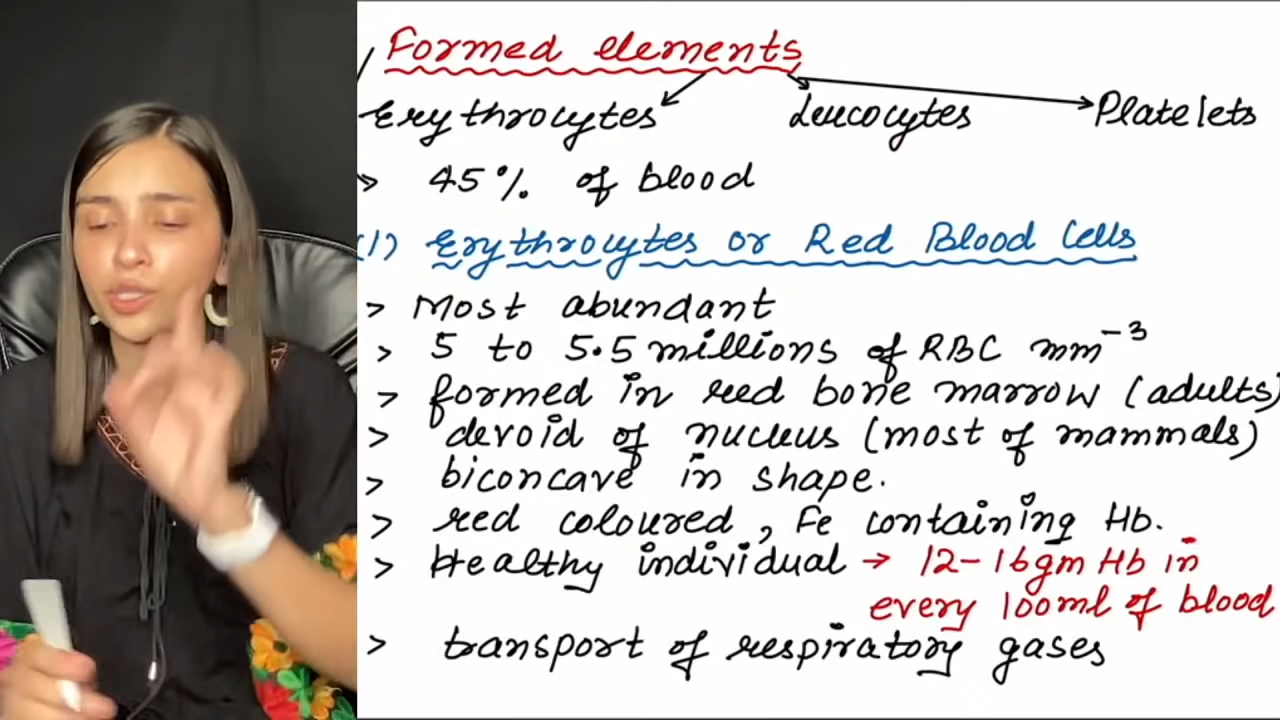 Formed elements
Erythrocytes Leucocytes Platelets
> 45% of blood
(1) Erythrocytes or Red Blood Cells
> Most abundant
> 5 to 5.5 millions of RBC mm⁻³
> formed in red bone marrow (adults)
> devoid of nucleus (most of mammals)
> biconcave in shape.
> red coloured, Fe containing Hb.
> Healthy individual → 12-16gm Hb in
every 100ml of blood
> transport of respiratory gases